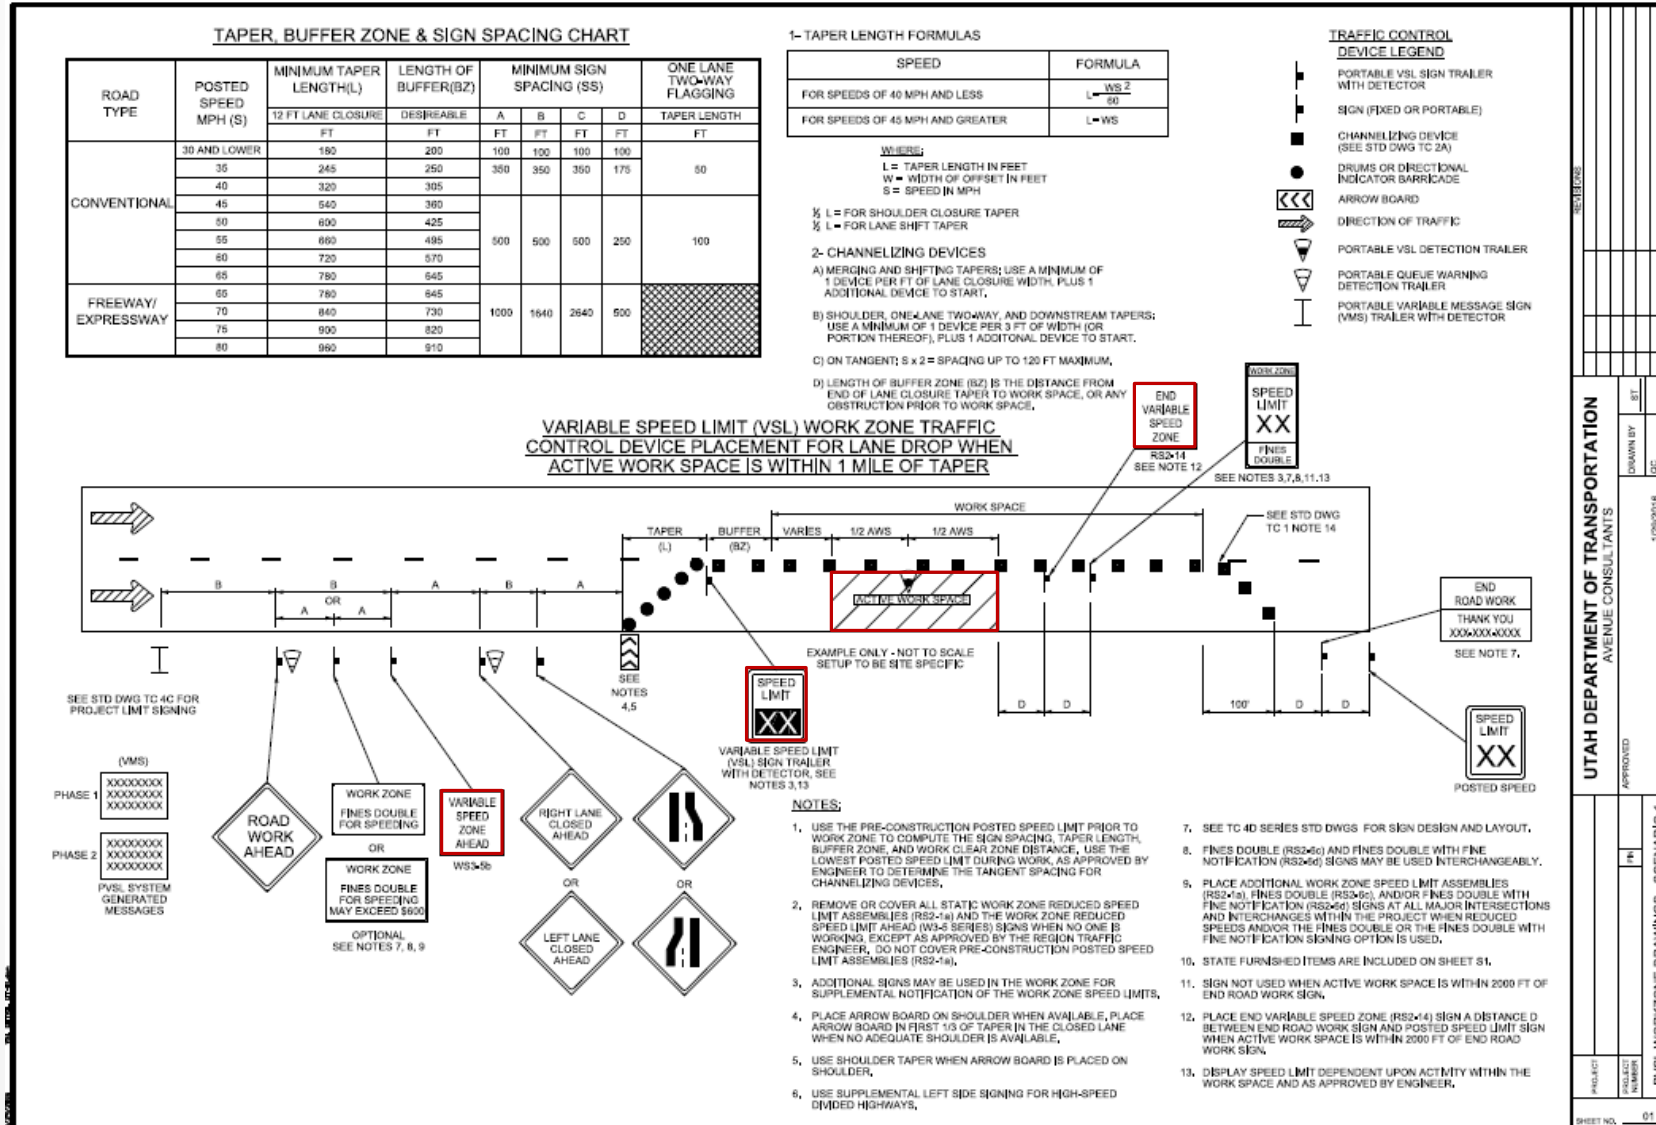 TAPER, BUFFER ZONE & SIGN SPACING CHART
ROAD TYPE
POSTED SPEED MPH (S)
MINIMUM TAPER LENGTH(L)
LENGTH OF BUFFER(BZ)
MINIMUM SIGN SPACING (SS)
ONE LANE TWO-WAY FLAGGING
12 FT LANE CLOSURE
DESIREABLE
A B C D
TAPER LENGTH
FT FT FT FT FT FT FT
CONVENTIONAL
30 AND LOWER 180 200 100 100 100 100
35 245 250 350 350 350 175 50
40 320 305
45 540 360
50 600 425
55 660 495 500 500 500 250 100
60 720 570
65 780 645
FREEWAY/ EXPRESSWAY
65 780 645
70 840 730 1000 1640 2640 500
75 900 820
80 960 910
1- TAPER LENGTH FORMULAS
SPEED FORMULA
FOR SPEEDS OF 40 MPH AND LESS L= WS 2 / 60
FOR SPEEDS OF 45 MPH AND GREATER L=WS
WHERE:
L = TAPER LENGTH IN FEET
W = WIDTH OF OFFSET IN FEET
S = SPEED IN MPH
L = FOR SHOULDER CLOSURE TAPER
L = FOR LANE SHIFT TAPER
2- CHANNELIZING DEVICES
A) MERGING AND SHIFTING TAPERS: USE A MINIMUM OF
1 DEVICE PER FT OF LANE CLOSURE WIDTH, PLUS 1
ADDITIONAL DEVICE TO START.
B) SHOULDER, ONE-LANE TWO-WAY, AND DOWNSTREAM TAPERS:
USE A MINIMUM OF 1 DEVICE PER 3 FT OF WIDTH (OR
PORTION THEREOF), PLUS 1 ADDITONAL DEVICE TO START.
C) ON TANGENT: S x 2 = SPACING UP TO 120 FT MAXIMUM.
D) LENGTH OF BUFFER ZONE (BZ) IS THE DISTANCE FROM
END OF LANE CLOSURE TAPER TO WORK SPACE, OR ANY
OBSTRUCTION PRIOR TO WORK SPACE.
TRAFFIC CONTROL
DEVICE LEGEND
PORTABLE VSL SIGN TRAILER
WITH DETECTOR
SIGN (FIXED OR PORTABLE)
CHANNELIZING DEVICE
(SEE STD DWG TC 2A)
DRUMS OR DIRECTIONAL
INDICATOR BARRICADE
ARROW BOARD
DIRECTION OF TRAFFIC
PORTABLE VSL DETECTION TRAILER
PORTABLE QUEUE WARNING
DETECTION TRAILER
PORTABLE VARIABLE MESSAGE SIGN
(VMS) TRAILER WITH DETECTOR
VARIABLE SPEED LIMIT (VSL) WORK ZONE TRAFFIC
CONTROL DEVICE PLACEMENT FOR LANE DROP WHEN
ACTIVE WORK SPACE IS WITHIN 1 MILE OF TAPER
END
VARIABLE
SPEED
ZONE
RS2-14
SEE NOTE 12
WORK ZONE
SPEED
LIMIT
XX
FINES
DOUBLE
SEE NOTES 3,7,8,11.13
WORK SPACE
SEE STD DWG
TC 1 NOTE 14
TAPER
(L)
BUFFER
(BZ)
VARIES
1/2 AWS
1/2 AWS
B
B
OR
A A
A
B
A
ACTIVE WORK SPACE
EXAMPLE ONLY - NOT TO SCALE
SETUP TO BE SITE SPECIFIC
D
D
100'
D
D
END
ROAD WORK
THANK YOU
XXX-XXX-XXXX
SEE NOTE 7.
SPEED
LIMIT
XX
POSTED SPEED
SEE STD DWG TC 4C FOR
PROJECT LIMIT SIGNING
SEE
NOTES
4,5
SPEED
LIMIT
XX
VARIABLE SPEED LIMIT
(VSL) SIGN TRAILER
WITH DETECTOR, SEE
NOTES 3,13
(VMS)
PHASE 1
XXXXXXXX
XXXXXXXX
XXXXXXXX
PHASE 2
XXXXXXXX
XXXXXXXX
XXXXXXXX
PVSL SYSTEM
GENERATED
MESSAGES
ROAD
WORK
AHEAD
WORK ZONE
FINES DOUBLE
FOR SPEEDING
OR
WORK ZONE
FINES DOUBLE
FOR SPEEDING
MAY EXCEED $600
OPTIONAL
SEE NOTES 7, 8, 9
VARIABLE
SPEED
ZONE
AHEAD
WS3-5b
RIGHT LANE
CLOSED
AHEAD
OR
LEFT LANE
CLOSED
AHEAD
OR
NOTES:
1. USE THE PRE-CONSTRUCTION POSTED SPEED LIMIT PRIOR TO
WORK ZONE TO COMPUTE THE SIGN SPACING, TAPER LENGTH,
BUFFER ZONE, AND WORK CLEAR ZONE DISTANCE. USE THE
LOWEST POSTED SPEED LIMIT DURING WORK, AS APPROVED BY
ENGINEER TO DETERMINE THE TANGENT SPACING FOR
CHANNELIZING DEVICES.
2. REMOVE OR COVER ALL STATIC WORK ZONE REDUCED SPEED
LIMIT ASSEMBLIES (RS2-1a) AND THE WORK ZONE REDUCED
SPEED LIMIT AHEAD (W3-5 SERIES) SIGNS WHEN NO ONE IS
WORKING, EXCEPT AS APPROVED BY THE REGION TRAFFIC
ENGINEER. DO NOT COVER PRE-CONSTRUCTION POSTED SPEED
LIMIT ASSEMBLIES (RS2-1a).
3. ADDITIONAL SIGNS MAY BE USED IN THE WORK ZONE FOR
SUPPLEMENTAL NOTIFICATION OF THE WORK ZONE SPEED LIMITS.
4. PLACE ARROW BOARD ON SHOULDER WHEN AVAILABLE, PLACE
ARROW BOARD IN FIRST 1/3 OF TAPER IN THE CLOSED LANE
WHEN NO ADEQUATE SHOULDER IS AVAILABLE.
5. USE SHOULDER TAPER WHEN ARROW BOARD IS PLACED ON
SHOULDER.
6. USE SUPPLEMENTAL LEFT SIDE SIGNING FOR HIGH-SPEED
DIVIDED HIGHWAYS.
7. SEE TC 4D SERIES STD DWGS FOR SIGN DESIGN AND LAYOUT.
8. FINES DOUBLE (RS2-6c) AND FINES DOUBLE WITH FINE
NOTIFICATION (RS2-6d) SIGNS MAY BE USED INTERCHANGEABLY.
9. PLACE ADDITIONAL WORK ZONE SPEED LIMIT ASSEMBLIES
(RS2-1a), FINES DOUBLE (RS2-6c), AND/OR FINES DOUBLE WITH
FINE NOTIFICATION (RS2-6d) SIGNS AT ALL MAJOR INTERSECTIONS
AND INTERCHANGES WITHIN THE PROJECT WHEN REDUCED
SPEEDS AND/OR THE FINES DOUBLE OR THE FINES DOUBLE WITH
FINE NOTIFICATION SIGNING OPTION IS USED.
10. STATE FURNISHED ITEMS ARE INCLUDED ON SHEET S1.
11. SIGN NOT USED WHEN ACTIVE WORK SPACE IS WITHIN 2000 FT OF
END ROAD WORK SIGN.
12. PLACE END VARIABLE SPEED ZONE (RS2-14) SIGN A DISTANCE D
BETWEEN END ROAD WORK SIGN AND POSTED SPEED LIMIT SIGN
WHEN ACTIVE WORK SPACE IS WITHIN 2000 FT OF END ROAD
WORK SIGN.
13. DISPLAY SPEED LIMIT DEPENDENT UPON ACTIVITY WITHIN THE
WORK SPACE AND AS APPROVED BY ENGINEER.
REVISIONS
UTAH DEPARTMENT OF TRANSPORTATION
AVENUE CONSULTANTS
DRAWN BY ST
QC
APPROVED
PIN
PROJECT
PROJECT NUMBER
SHEET NO. 01